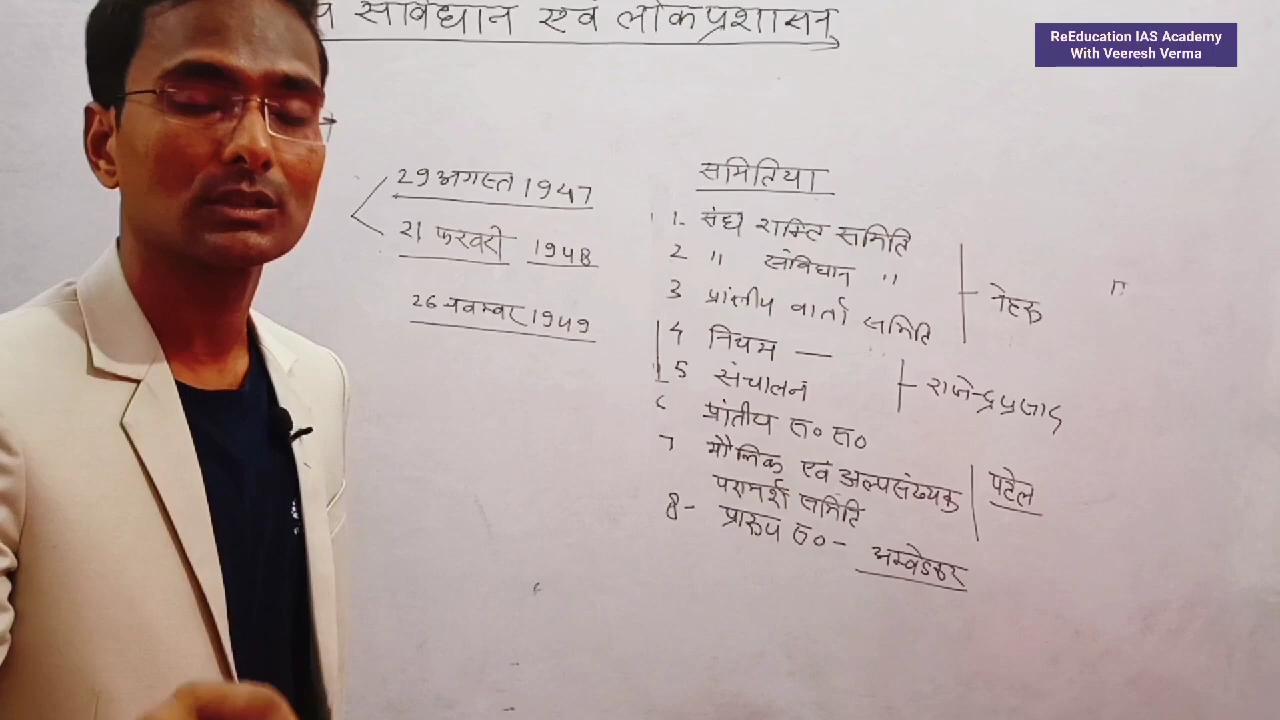 संविधान एवं लोकप्रशासन
ReEducation IAS Academy
With Veeresh Verma
29 अगस्त 1947
21 फरवरी 1948
26 नवम्बर 1949
समितिया
1- संघ शक्ति समिति
2 " संविधान "
3 प्रांतीय वार्ता समिति
नेहरु
4 नियम —
5 संचालन
राजेन्द्र प्रसाद
6 प्रांतीय स० स०
7 मौलिक एवं अल्पसंख्यक
परामर्श समिति
पटेल
8- प्रारूप स० - अम्बेडकर